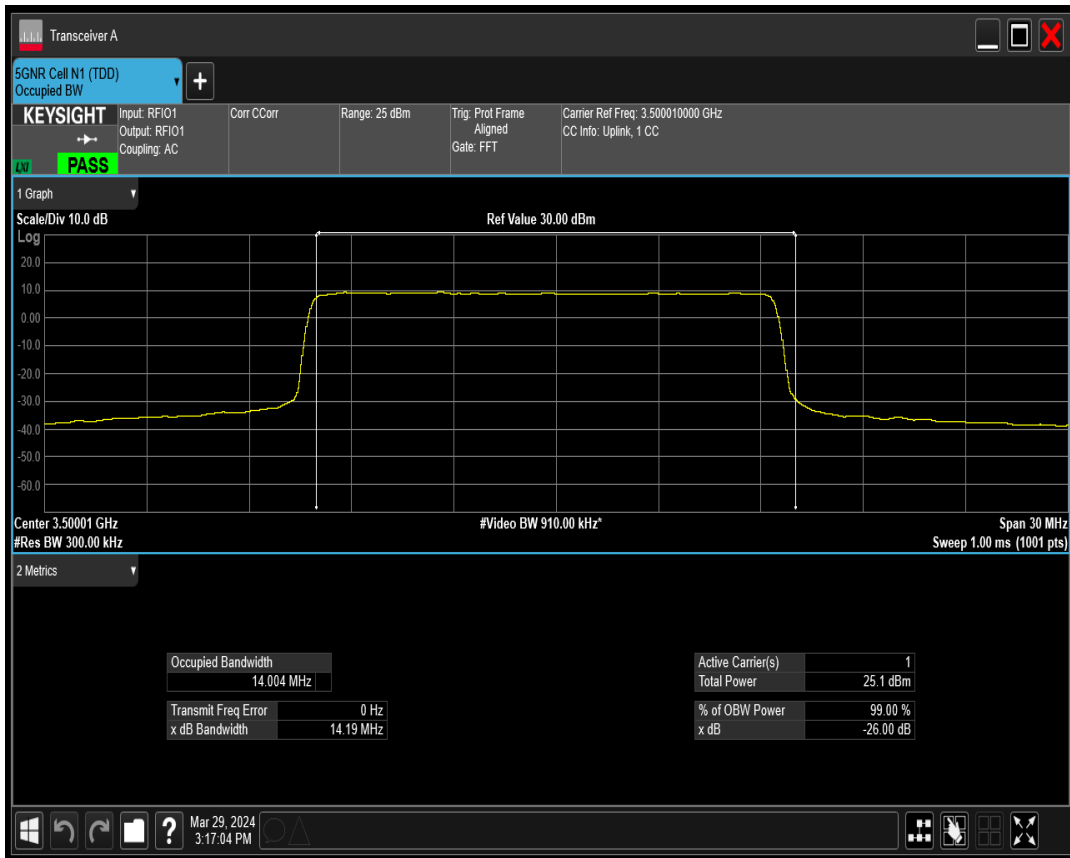 Transceiver A
5GNR Cell N1 (TDD)
Occupied BW
+
KEYSIGHT
LXI
PASS
Input: RFIO1
Output: RFIO1
Coupling: AC
Corr CCorr
Range: 25 dBm
Trig: Prot Frame
Aligned
Gate: FFT
Carrier Ref Freq: 3.500010000 GHz
CC Info: Uplink, 1 CC
1 Graph
Scale/Div 10.0 dB
Ref Value 30.00 dBm
Log
20.0
10.0
0.00
-10.0
-20.0
-30.0
-40.0
-50.0
-60.0
Center 3.50001 GHz
#Video BW 910.00 kHz*
Span 30 MHz
#Res BW 300.00 kHz
Sweep 1.00 ms (1001 pts)
2 Metrics
Occupied Bandwidth
14.004 MHz
Transmit Freq Error 0 Hz
x dB Bandwidth 14.19 MHz
Active Carrier(s) 1
Total Power 25.1 dBm
% of OBW Power 99.00 %
x dB -26.00 dB
?
Mar 29, 2024
3:17:04 PM